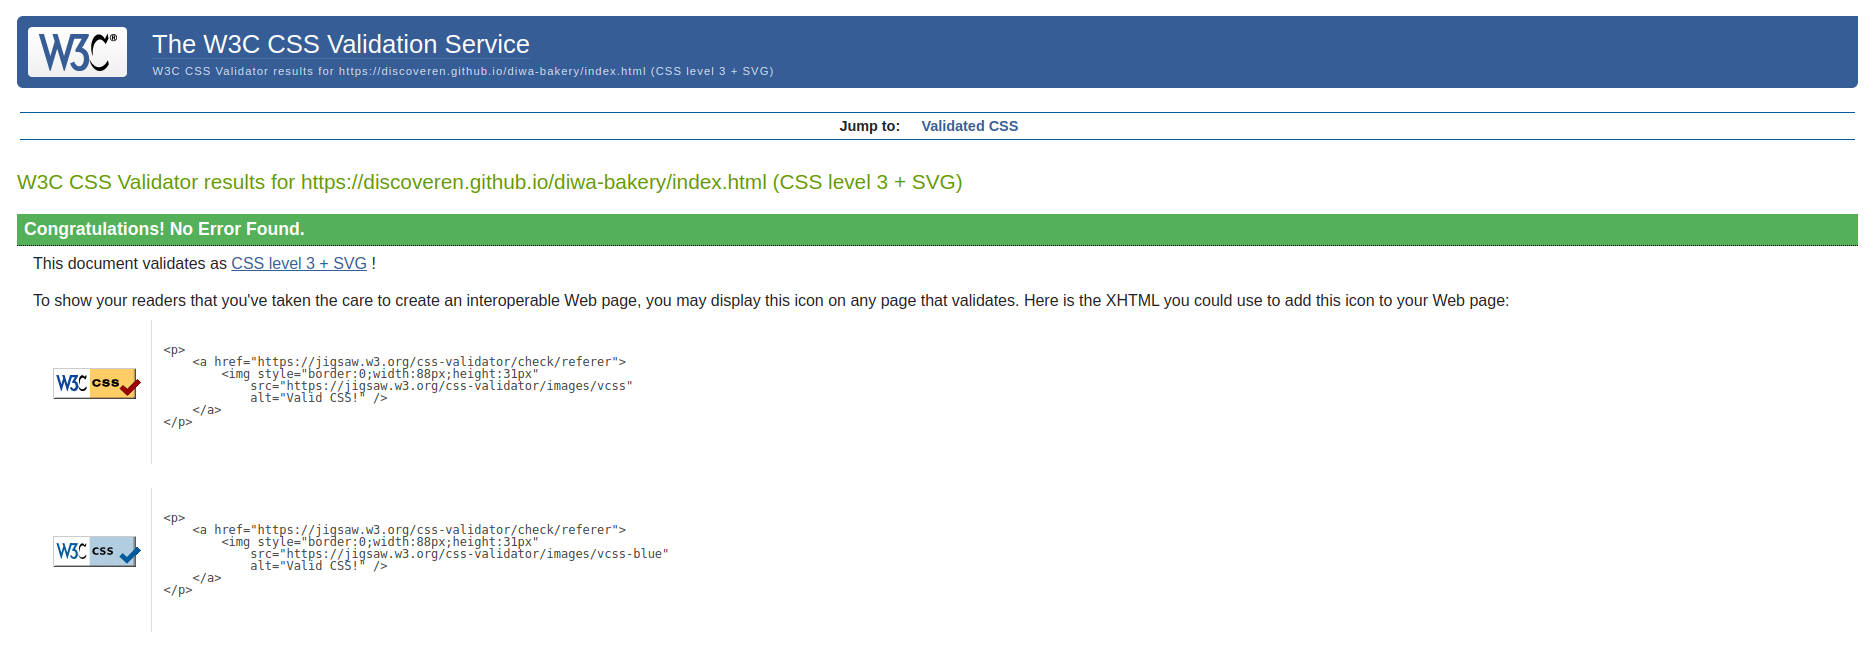 W3C®
The W3C CSS Validation Service
W3C CSS Validator results for https://discoveren.github.io/diwa-bakery/index.html (CSS level 3 + SVG)
Jump to: Validated CSS
W3C CSS Validator results for https://discoveren.github.io/diwa-bakery/index.html (CSS level 3 + SVG)
Congratulations! No Error Found.
This document validates as CSS level 3 + SVG !
To show your readers that you've taken the care to create an interoperable Web page, you may display this icon on any page that validates. Here is the XHTML you could use to add this icon to your Web page:
W3C css
<p>
    <a href="https://jigsaw.w3.org/css-validator/check/referer">
        <img style="border:0;width:88px;height:31px"
            src="https://jigsaw.w3.org/css-validator/images/vcss"
            alt="Valid CSS!" />
    </a>
</p>
W3C css
<p>
    <a href="https://jigsaw.w3.org/css-validator/check/referer">
        <img style="border:0;width:88px;height:31px"
            src="https://jigsaw.w3.org/css-validator/images/vcss-blue"
            alt="Valid CSS!" />
    </a>
</p>